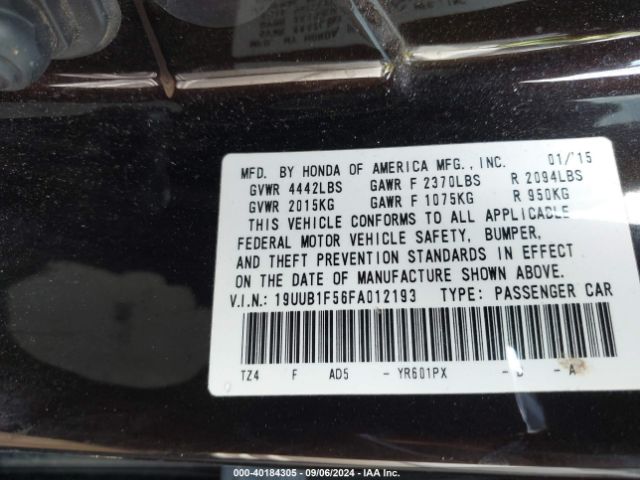 MFD. BY HONDA OF AMERICA MFG., INC. 01/'15
GVWR 4442LBS GAWR F 2370LBS R 2094LBS
GVWR 2015KG GAWR F 1075KG R 950KG
THIS VEHICLE CONFORMS TO ALL APPLICABLE
FEDERAL MOTOR VEHICLE SAFETY, BUMPER,
AND THEFT PREVENTION STANDARDS IN EFFECT
ON THE DATE OF MANUFACTURE SHOWN ABOVE.
V.I.N.: 19UUB1F56FA012193 TYPE: PASSENGER CAR
TZ4 F AD5 - YR601PX - - A
000-40184305 - 09/06/2024 - IAA Inc.